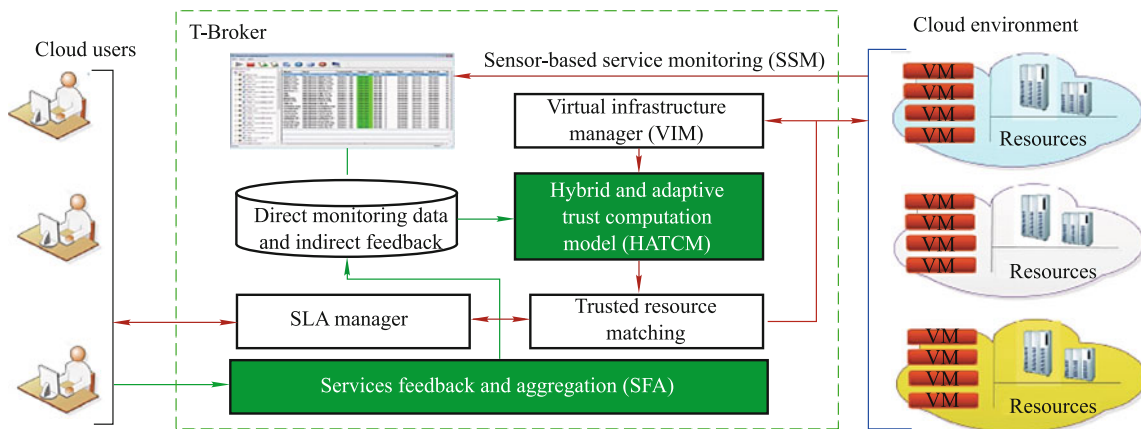 T-Broker
Cloud users
Cloud environment
Sensor-based service monitoring (SSM)
Virtual infrastructure
manager (VIM)
Hybrid and adaptive
trust computation
model (HATCM)
Direct monitoring data
and indirect feedback
SLA manager
Trusted resource
matching
Services feedback and aggregation (SFA)
VM
VM
VM
VM
Resources
VM
VM
VM
VM
Resources
VM
VM
VM
VM
Resources